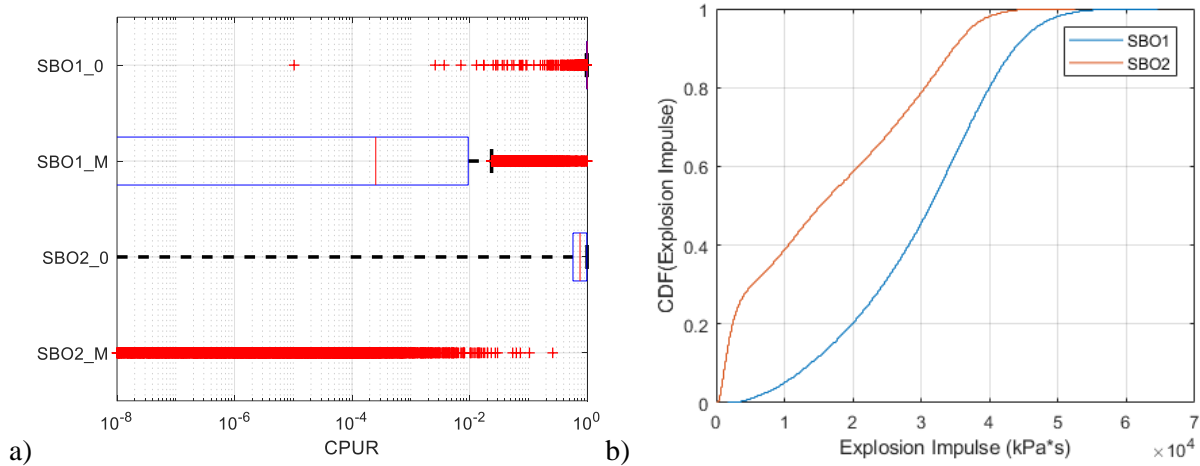 SBO1_0
SBO1_M
SBO2_0
SBO2_M
10^-8
10^-6
10^-4
10^-2
10^0
CPUR
a)
CDF(Explosion Impulse)
1
0.8
0.6
0.4
0.2
0
SBO1
SBO2
0
1
2
3
4
5
6
7
Explosion Impulse (kPa*s)
×10^4
b)